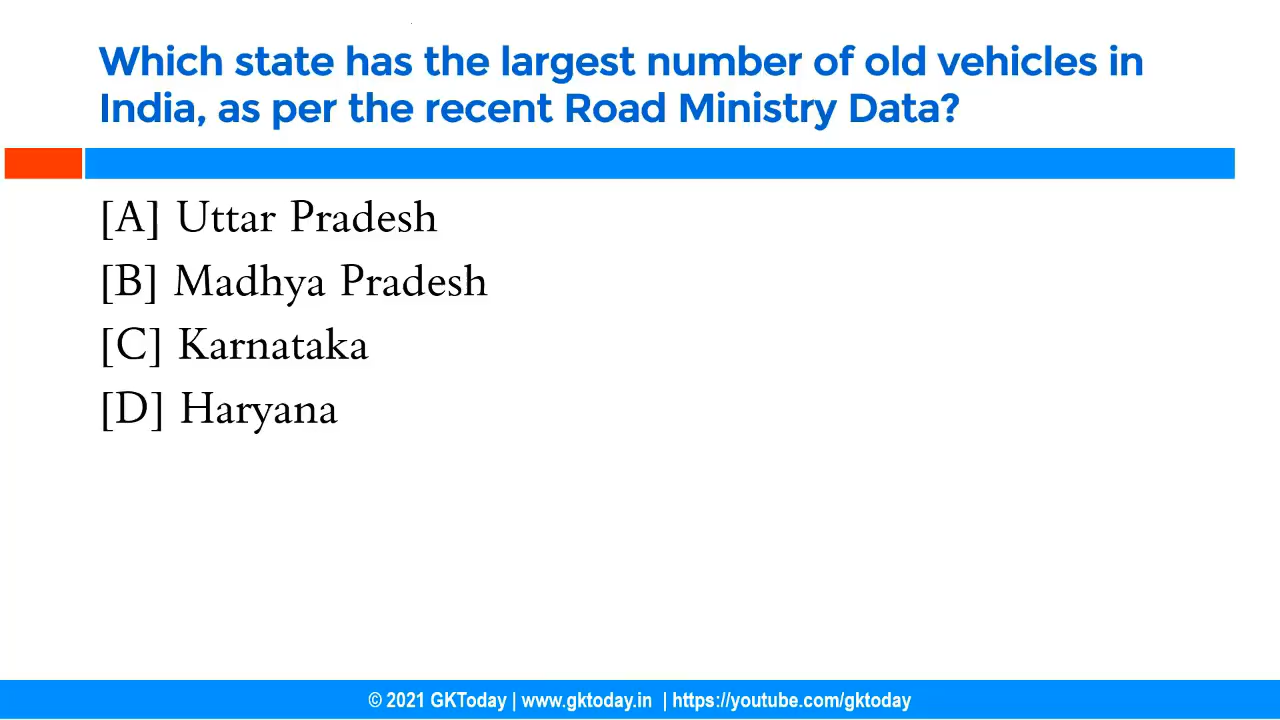 Which state has the largest number of old vehicles in
India, as per the recent Road Ministry Data?
[A] Uttar Pradesh
[B] Madhya Pradesh
[C] Karnataka
[D] Haryana
© 2021 GKToday | www.gktoday.in | https://youtube.com/gktoday